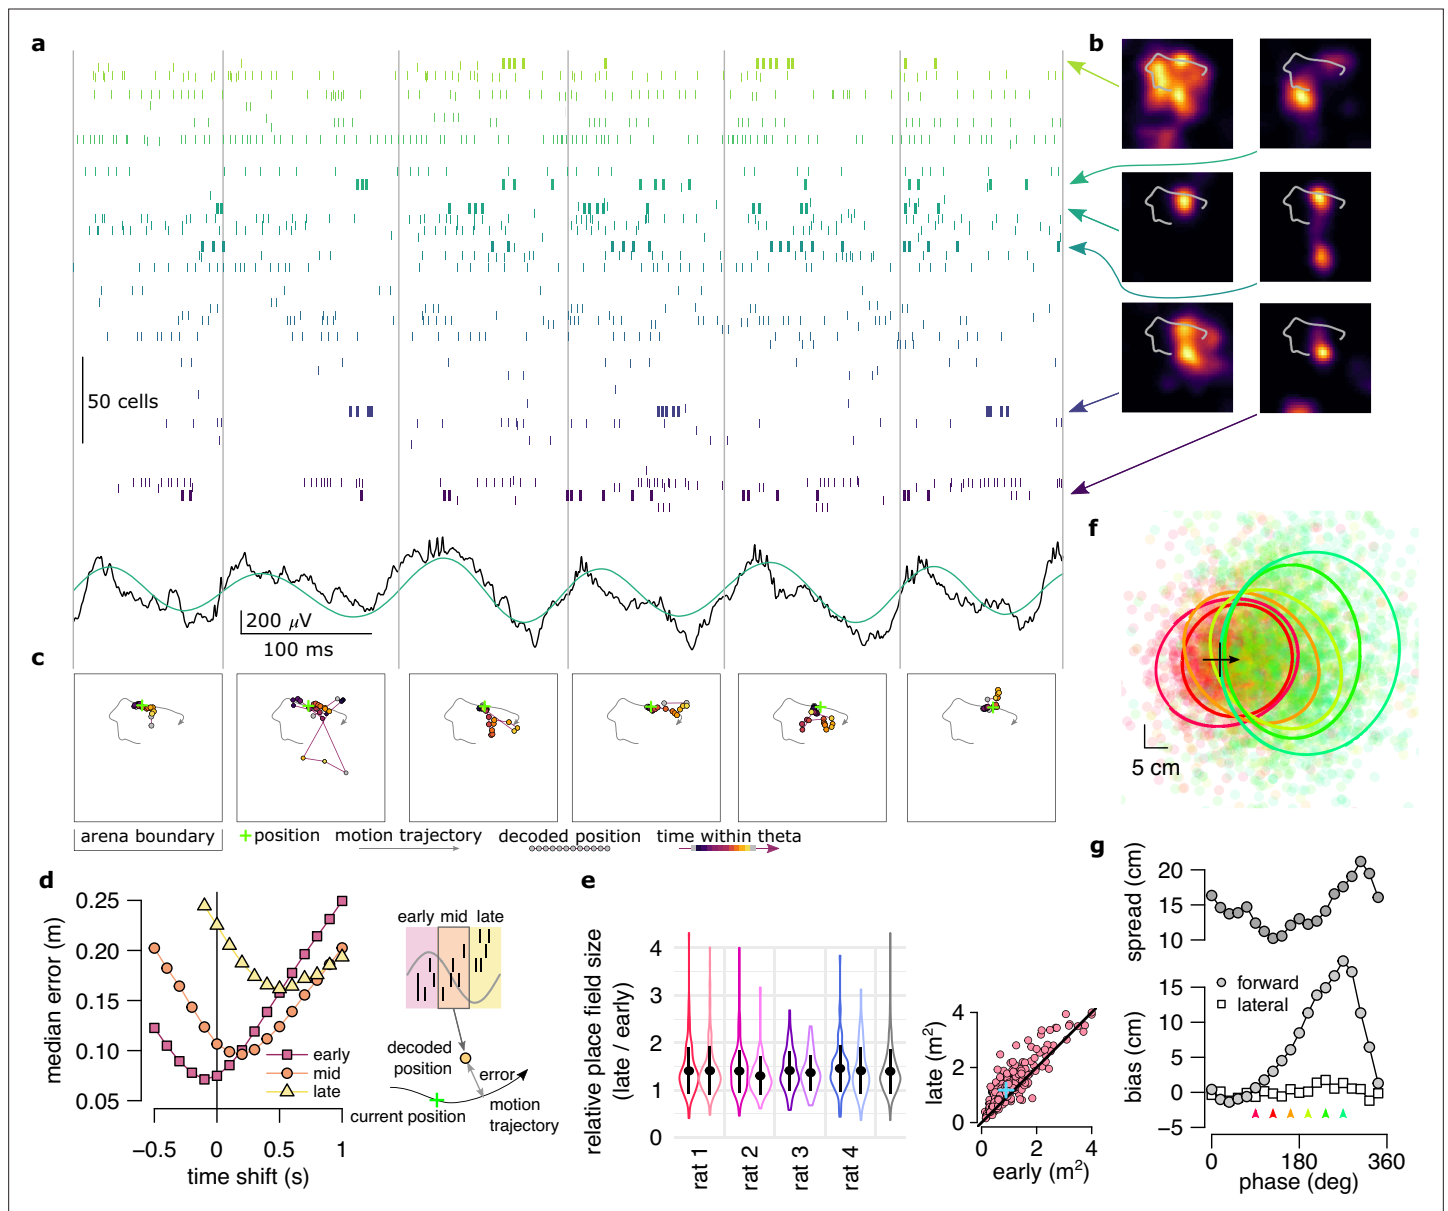 a
50 cells
200 μV
100 ms
b
c
arena boundary
position
motion trajectory
decoded position
time within theta
d
median error (m)
0.25
0.20
0.15
0.10
0.05
early
mid
late
−0.5
0
0.5
1
time shift (s)
early mid late
decoded
position
error
current position
motion
trajectory
e
relative place field size
(late / early)
4
3
2
1
0
rat 1
rat 2
rat 3
rat 4
late (m²)
4
2
0
0
2
4
early (m²)
f
5 cm
g
spread (cm)
20
15
10
bias (cm)
15
10
5
0
−5
forward
lateral
0
180
360
phase (deg)